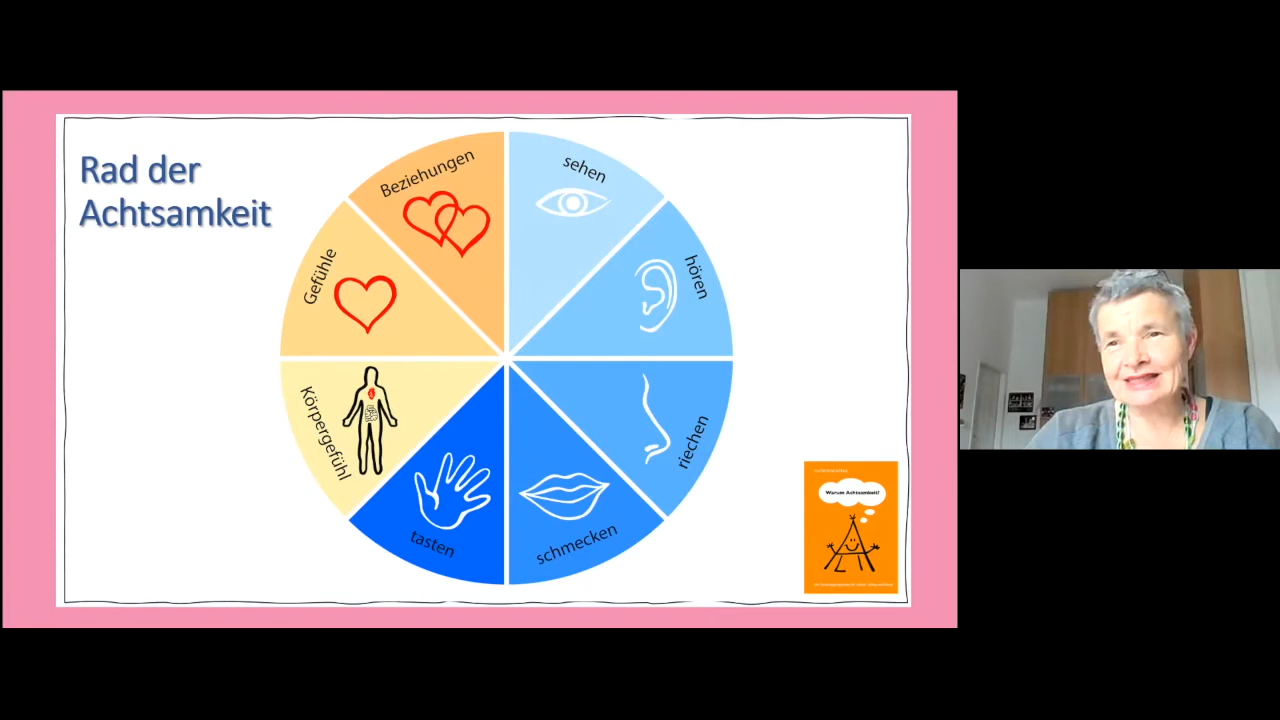 Rad der
Achtsamkeit
Beziehungen
sehen
hören
riechen
schmecken
tasten
Körpergefühl
Gefühle
Warum Achtsamkeit?